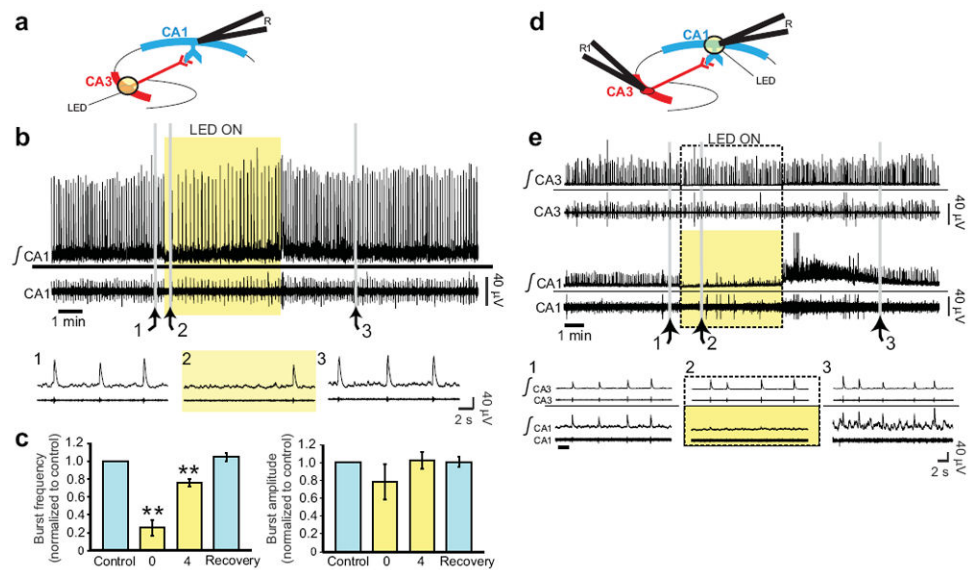 a
CA1
R
CA3
LED
b
LED ON
∫CA1
CA1
40 µV
1 min
1
2
3
1
2
3
40 µV
2 s
c
Burst frequency
(normalized to control)
1.2
1
0.8
0.6
0.4
0.2
0
**
**
Control
0
4
Recovery
Burst amplitude
(normalized to control)
1.2
1
0.8
0.6
0.4
0.2
0
Control
0
4
Recovery
d
CA1
R
R1
CA3
LED
e
LED ON
∫CA3
CA3
40 µV
∫CA1
CA1
40 µV
1 min
1
2
3
1
2
3
∫CA3
CA3
∫CA1
CA1
40 µV
2 s